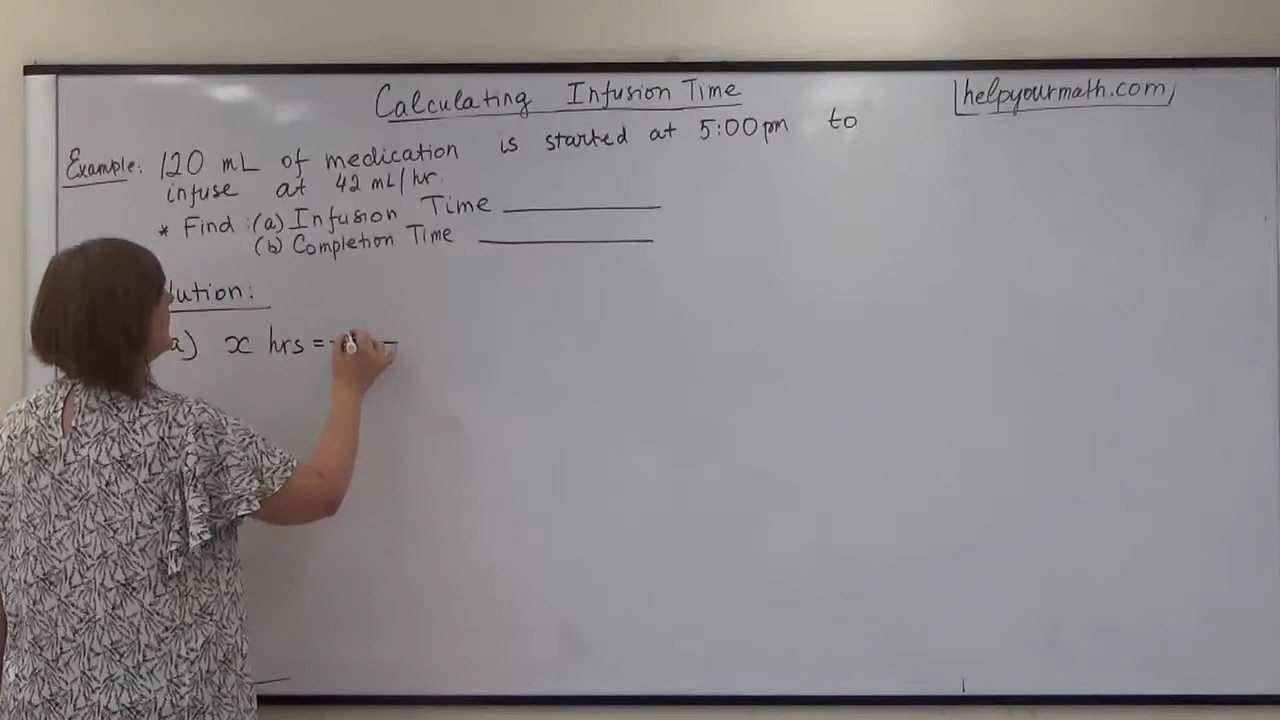 Calculating Infusion Time
helpyourmath.com
Example: 120 mL of medication is started at 5:00pm to
infuse at 42 mL/hr.
* Find: (a) Infusion Time
(b) Completion Time
lution:
a) x hrs =